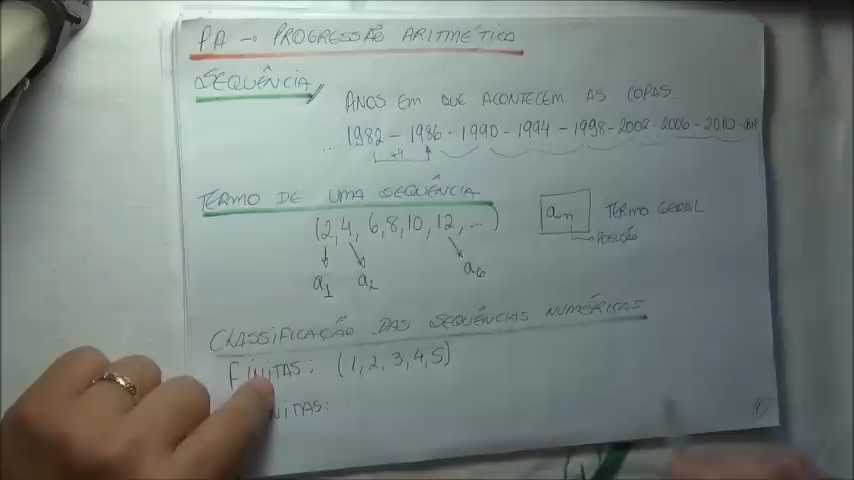 PA - PROGRESSÃO ARITMÉTICA
SEQUÊNCIA
ANOS EM QUE ACONTECEM AS COPAS.
... 1982 - 1986 - 1990 - 1994 - 1998 - 2002 - 2006 - 2010 -
+4
TERMO DE UMA SEQUÊNCIA
(2, 4, 6, 8, 10, 12, ...)
an TERMO GERAL
POSIÇÃO
a1 a2 a6
CLASSIFICAÇÃO DAS SEQUÊNCIAS NUMÉRICAS
FINITAS: (1, 2, 3, 4, 5)
NITAS: